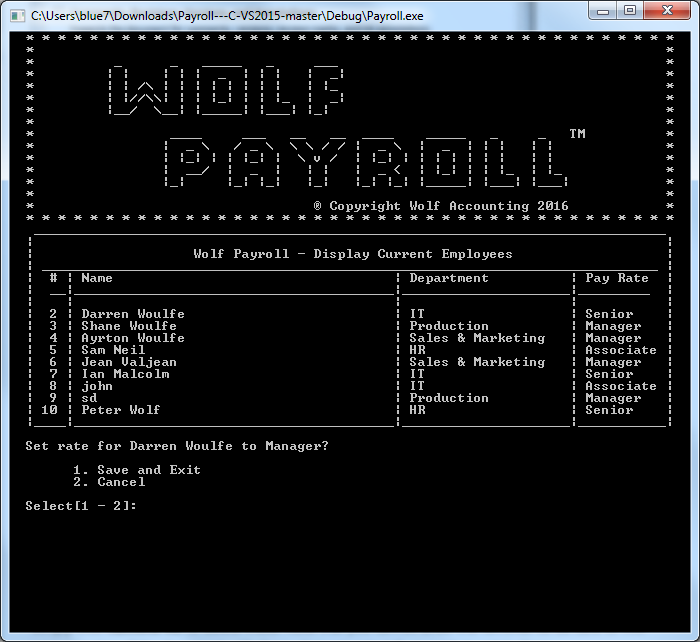 C:\Users\blue7\Downloads\Payroll---C-VS2015-master\Debug\Payroll.exe
WOLF
PAYROLL TM
® Copyright Wolf Accounting 2016
Wolf Payroll - Display Current Employees
# | Name | Department | Pay Rate
2 | Darren Woulfe | IT | Senior
3 | Shane Woulfe | Production | Manager
4 | Ayrton Woulfe | Sales & Marketing | Manager
5 | Sam Neil | HR | Associate
6 | Jean Valjean | Sales & Marketing | Manager
7 | Ian Malcolm | IT | Senior
8 | john | IT | Associate
9 | sd | Production | Manager
10 | Peter Wolf | HR | Senior
Set rate for Darren Woulfe to Manager?
1. Save and Exit
2. Cancel
Select[1 - 2]: